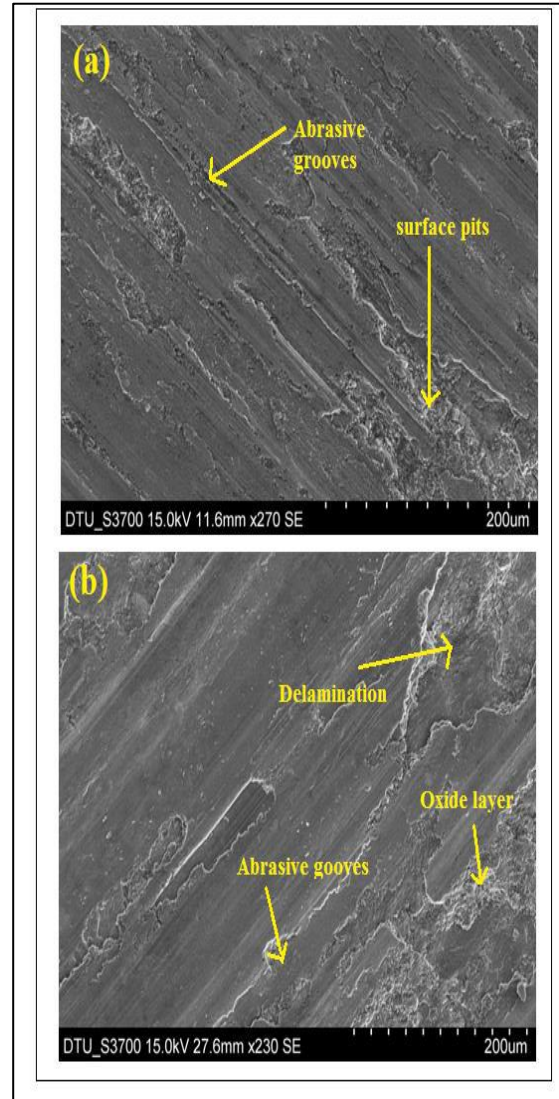 (a)
Abrasive
grooves
surface pits
DTU_S3700 15.0kV 11.6mm x270 SE 200um
(b)
Delamination
Oxide layer
Abrasive gooves
DTU_S3700 15.0kV 27.6mm x230 SE 200um